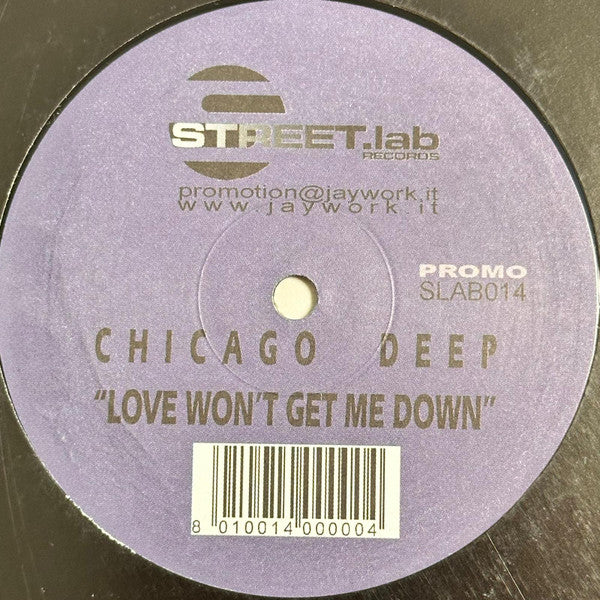 STREET.lab
RECORDS
promotion@jaywork.it
www.jaywork.it
PROMO
SLAB014
CHICAGO DEEP
"LOVE WON'T GET ME DOWN"
8 010014 000004